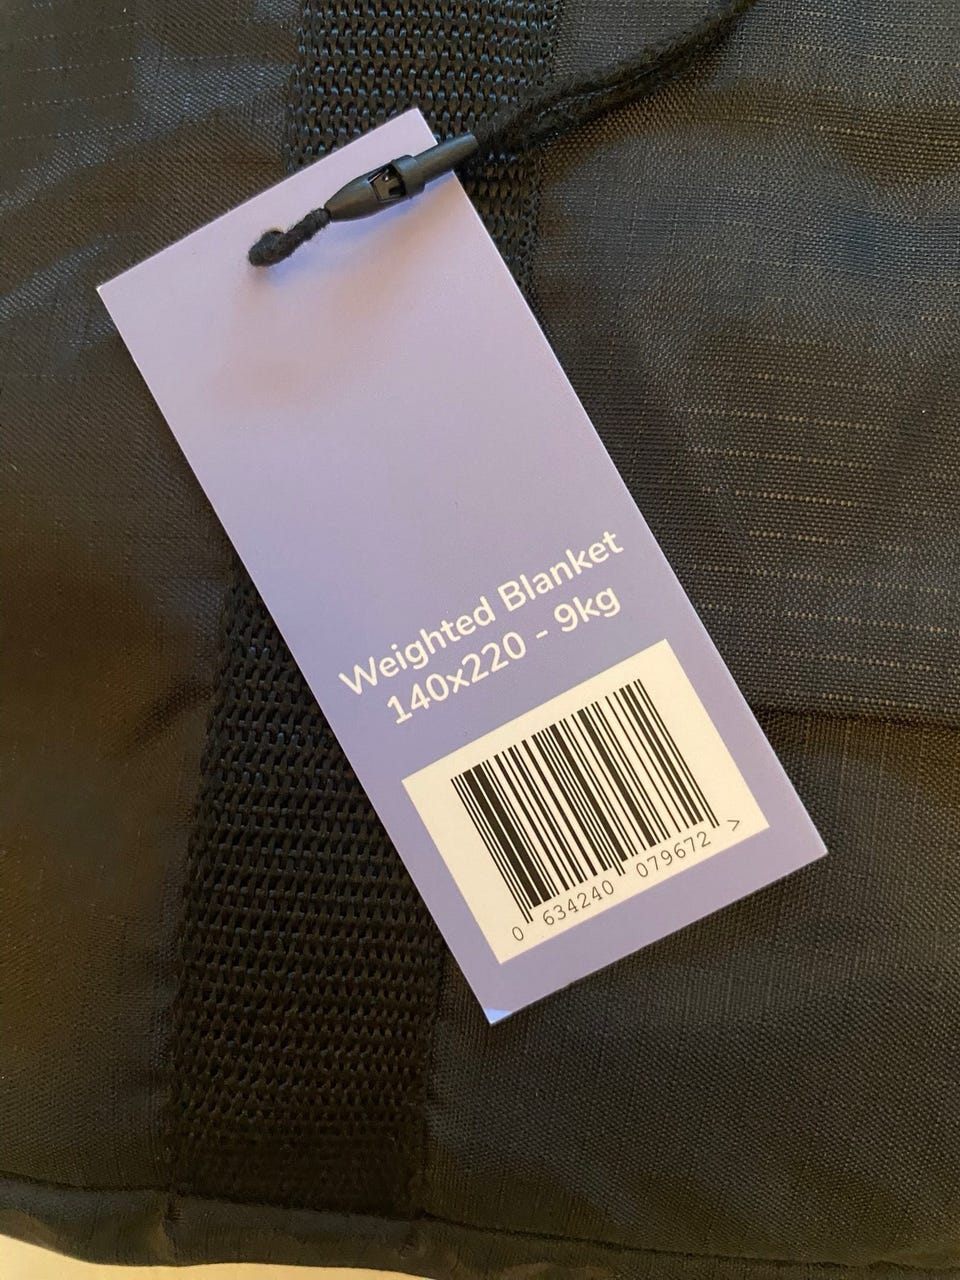 Weighted Blanket
140x220 - 9kg
0 634240 079672 >